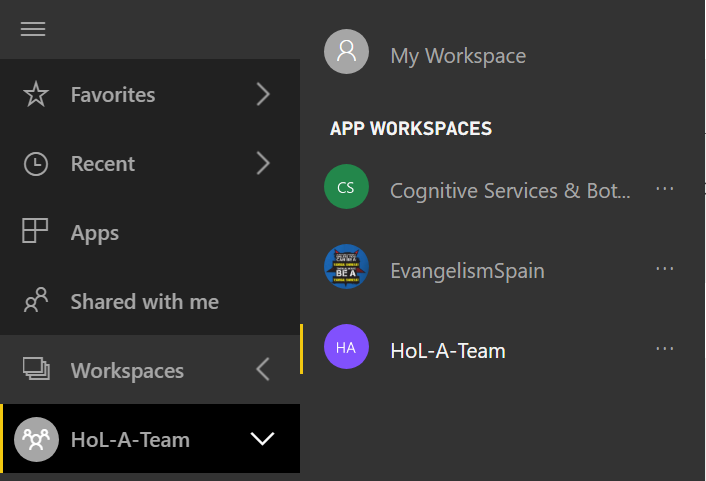 Favorites
Recent
Apps
Shared with me
Workspaces
HoL-A-Team
My Workspace
APP WORKSPACES
CS
Cognitive Services & Bot...
EvangelismSpain
HA
HoL-A-Team